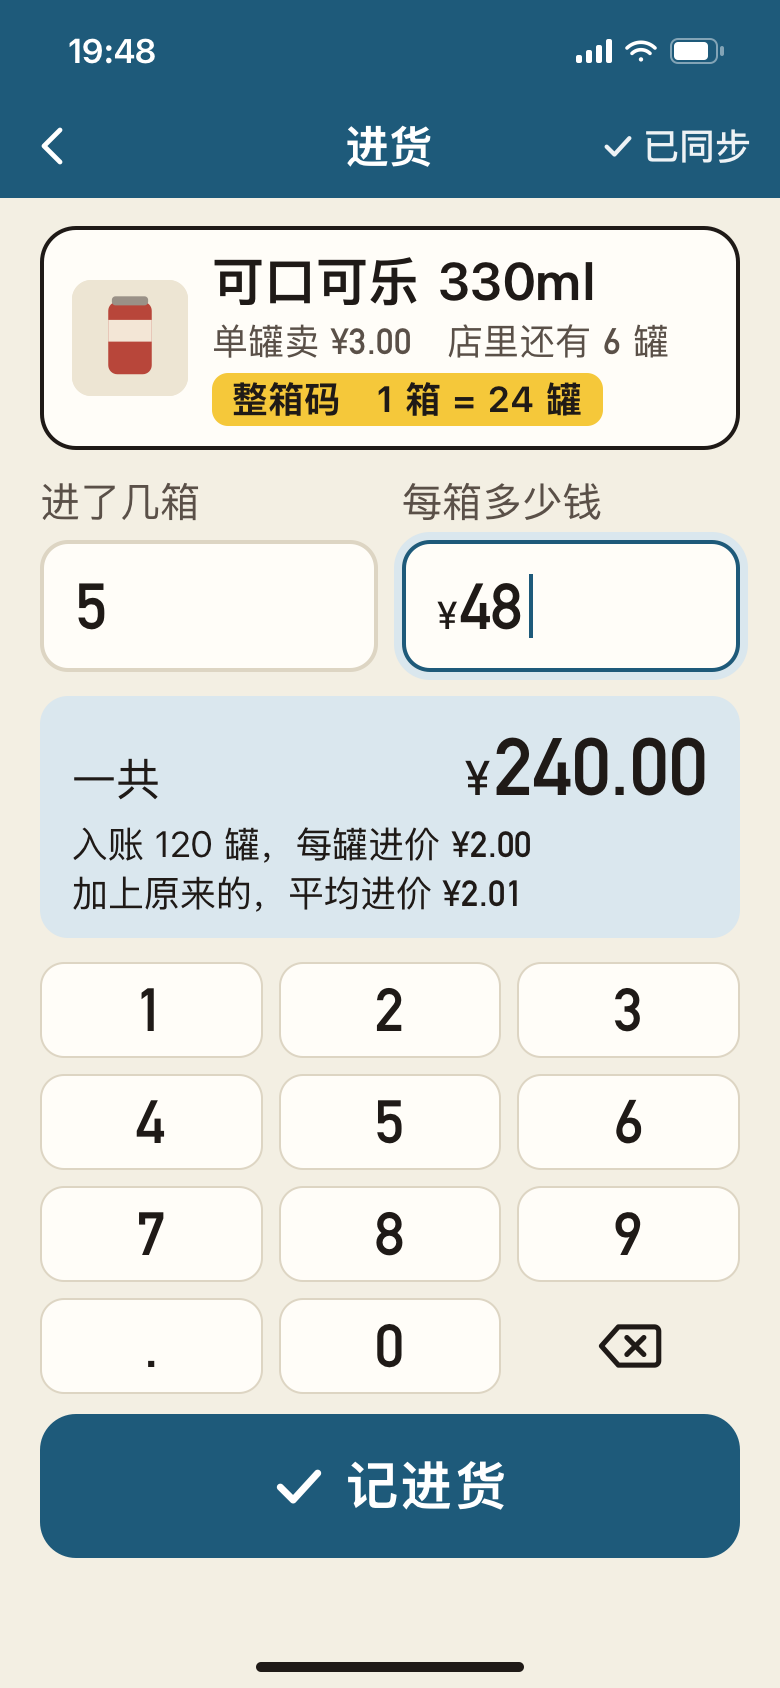 19:48
进货
已同步
可口可乐 330ml
单罐卖 ¥3.00 店里还有 6 罐
整箱码 1 箱 = 24 罐
进了几箱
每箱多少钱
5
¥48
一共
¥240.00
入账 120 罐，每罐进价 ¥2.00
加上原来的，平均进价 ¥2.01
1
2
3
4
5
6
7
8
9
.
0
记进货